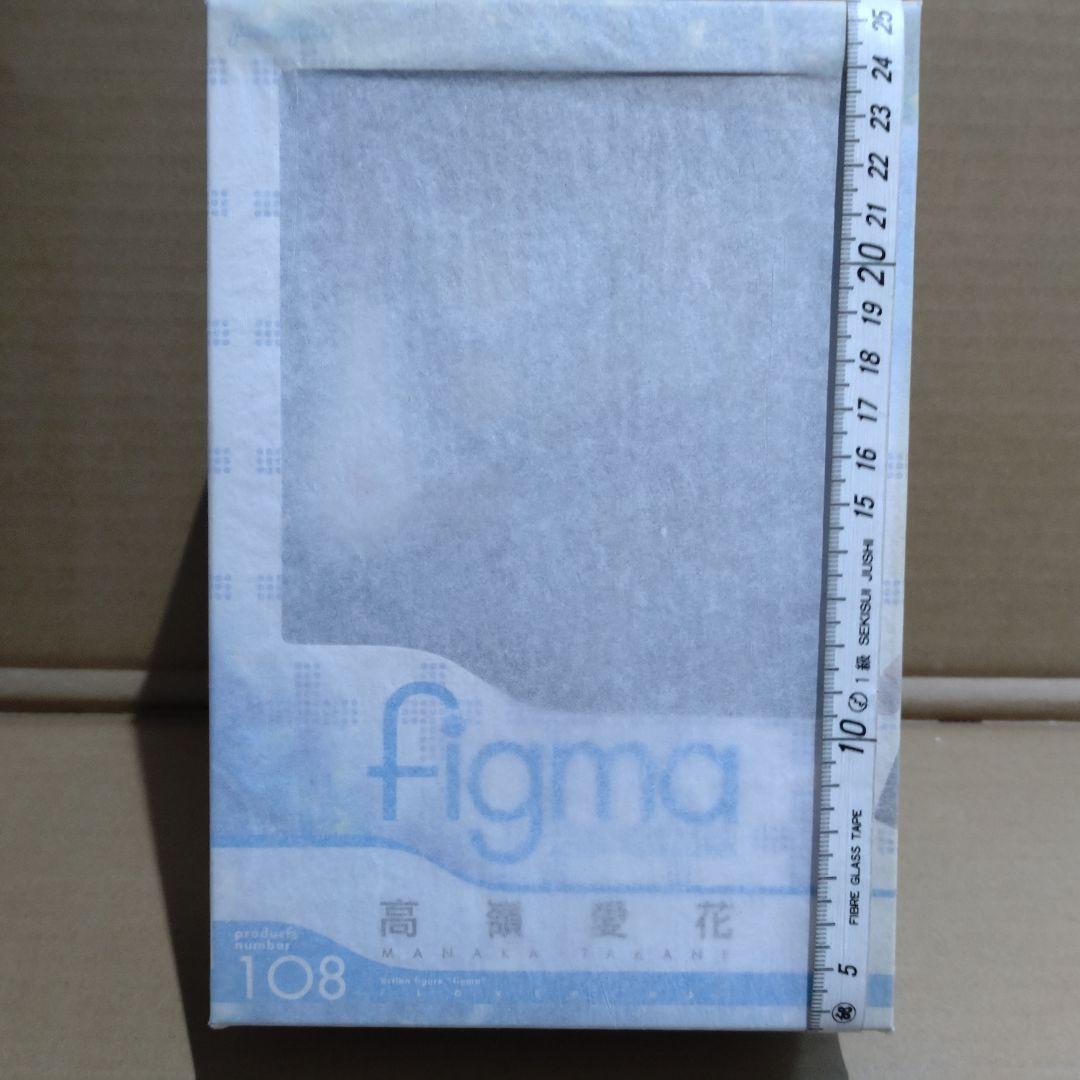 figma
高嶺愛花
MANAKA TAKANE
products
number
108
action figure "figma"
LOVEPLUS
25
24
23
22
21
20
19
18
17
16
15
1級 SEKISUI JUSHI
10
FIBRE GLASS TAPE
5